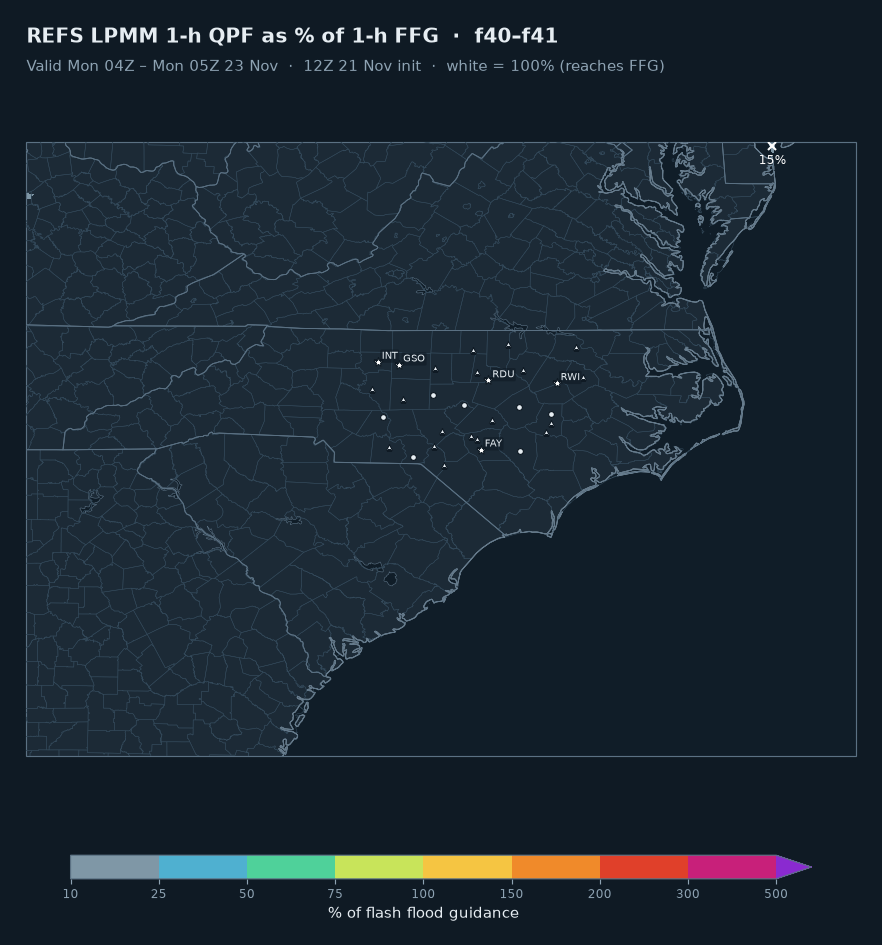 REFS LPMM 1-h QPF as % of 1-h FFG · f40–f41
Valid Mon 04Z – Mon 05Z 23 Nov · 12Z 21 Nov init · white = 100% (reaches FFG)
15%
INT
GSO
RDU
RWI
FAY
10 25 50 75 100 150 200 300 500
% of flash flood guidance